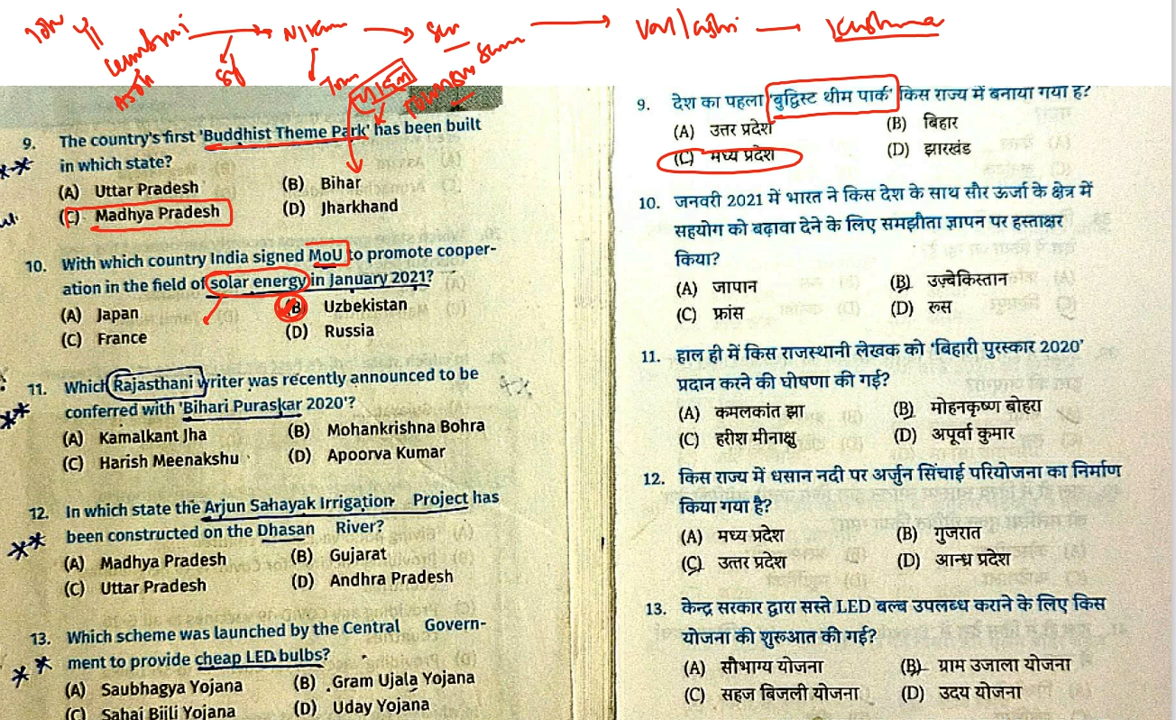 9. The country's first 'Buddhist Theme Park' has been built
in which state?
(A) Uttar Pradesh (B) Bihar
(C) Madhya Pradesh (D) Jharkhand
10. With which country India signed MoU to promote cooper-
ation in the field of solar energy in January 2021?
(A) Japan (B) Uzbekistan
(C) France (D) Russia
11. Which Rajasthani writer was recently announced to be
conferred with 'Bihari Puraskar 2020'?
(A) Kamalkant Jha (B) Mohankrishna Bohra
(C) Harish Meenakshu (D) Apoorva Kumar
12. In which state the Arjun Sahayak Irrigation Project has
been constructed on the Dhasan River?
(A) Madhya Pradesh (B) Gujarat
(C) Uttar Pradesh (D) Andhra Pradesh
13. Which scheme was launched by the Central Govern-
ment to provide cheap LED bulbs?
(A) Saubhagya Yojana (B) Gram Ujala Yojana
(C) Sahaj Bijli Yojana (D) Uday Yojana
9. देश का पहला 'बुद्धिस्ट थीम पार्क' किस राज्य में बनाया गया है?
(A) उत्तर प्रदेश (B) बिहार
(C) मध्य प्रदेश (D) झारखंड
10. जनवरी 2021 में भारत ने किस देश के साथ सौर ऊर्जा के क्षेत्र में
सहयोग को बढ़ावा देने के लिए समझौता ज्ञापन पर हस्ताक्षर
किया?
(A) जापान (B) उज़्बेकिस्तान
(C) फ्रांस (D) रूस
11. हाल ही में किस राजस्थानी लेखक को 'बिहारी पुरस्कार 2020'
प्रदान करने की घोषणा की गई?
(A) कमलकांत झा (B) मोहनकृष्ण बोहरा
(C) हरीश मीनाक्षु (D) अपूर्वा कुमार
12. किस राज्य में धसान नदी पर अर्जुन सिंचाई परियोजना का निर्माण
किया गया है?
(A) मध्य प्रदेश (B) गुजरात
(C) उत्तर प्रदेश (D) आन्ध्र प्रदेश
13. केन्द्र सरकार द्वारा सस्ते LED बल्ब उपलब्ध कराने के लिए किस
योजना की शुरूआत की गई?
(A) सौभाग्य योजना (B) ग्राम उजाला योजना
(C) सहज बिजली योजना (D) उदय योजना